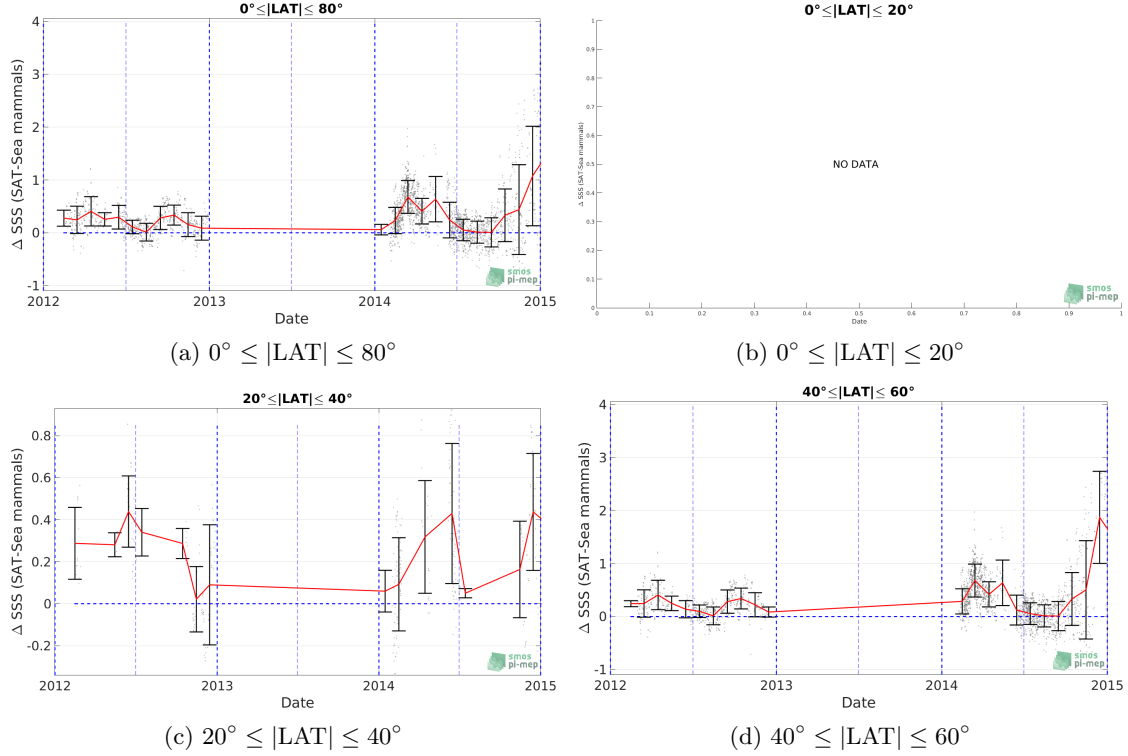 0°≤|LAT|≤ 80°
Δ SSS (SAT-Sea mammals)
4
3
2
1
0
-1
2012 2013 2014 2015
Date
smos
pi-mep
(a) 0° ≤ |LAT| ≤ 80°
0°≤|LAT|≤ 20°
Δ SSS (SAT-Sea mammals)
1
0.9
0.8
0.7
0.6
0.5
0.4
0.3
0.2
0.1
0
NO DATA
0 0.1 0.2 0.3 0.4 0.5 0.6 0.7 0.8 0.9 1
Date
smos
pi-mep
(b) 0° ≤ |LAT| ≤ 20°
20°≤|LAT|≤ 40°
Δ SSS (SAT-Sea mammals)
0.8
0.6
0.4
0.2
0
-0.2
2012 2013 2014 2015
Date
smos
pi-mep
(c) 20° ≤ |LAT| ≤ 40°
40°≤|LAT|≤ 60°
Δ SSS (SAT-Sea mammals)
4
3
2
1
0
-1
2012 2013 2014 2015
Date
smos
pi-mep
(d) 40° ≤ |LAT| ≤ 60°